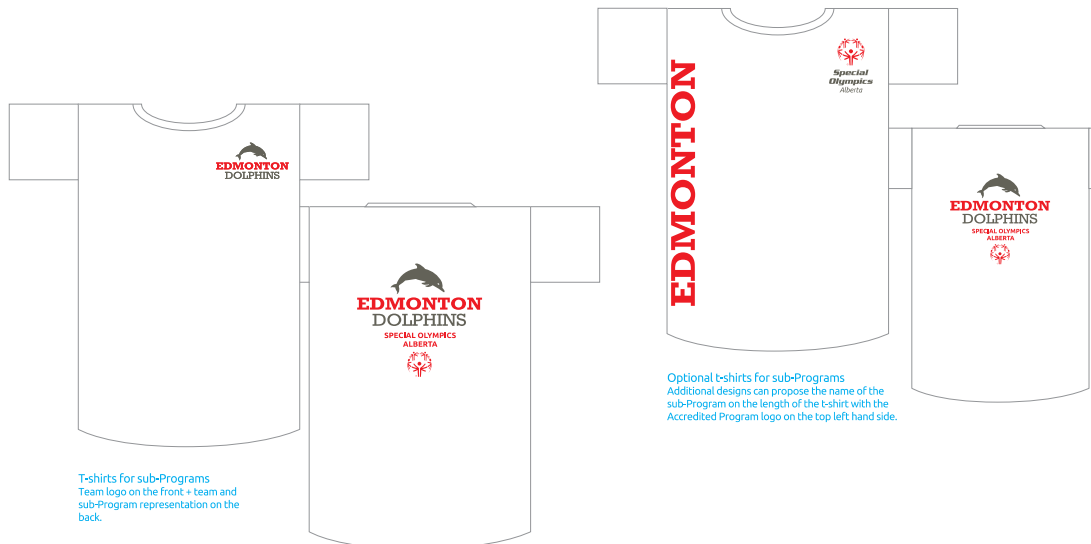 EDMONTON
DOLPHINS
EDMONTON
DOLPHINS
SPECIAL OLYMPICS
ALBERTA
T-shirts for sub-Programs
Team logo on the front + team and
sub-Program representation on the
back.
EDMONTON
Special
Olympics
Alberta
EDMONTON
DOLPHINS
SPECIAL OLYMPICS
ALBERTA
Optional t-shirts for sub-Programs
Additional designs can propose the name of the
sub-Program on the length of the t-shirt with the
Accredited Program logo on the top left hand side.